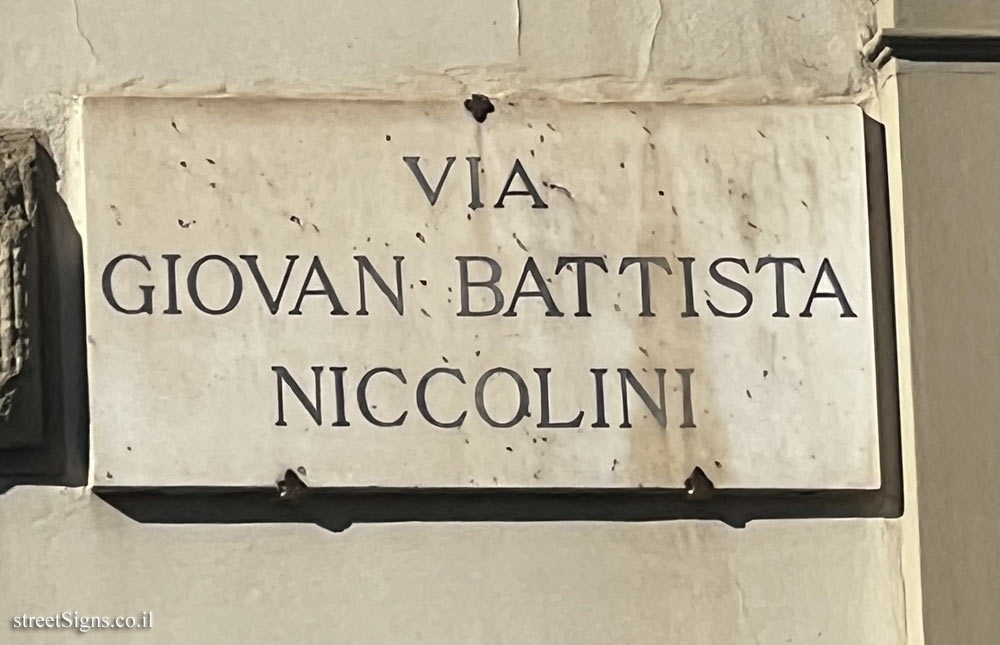 VIA
GIOVAN BATTISTA
NICCOLINI
streetSigns.co.il